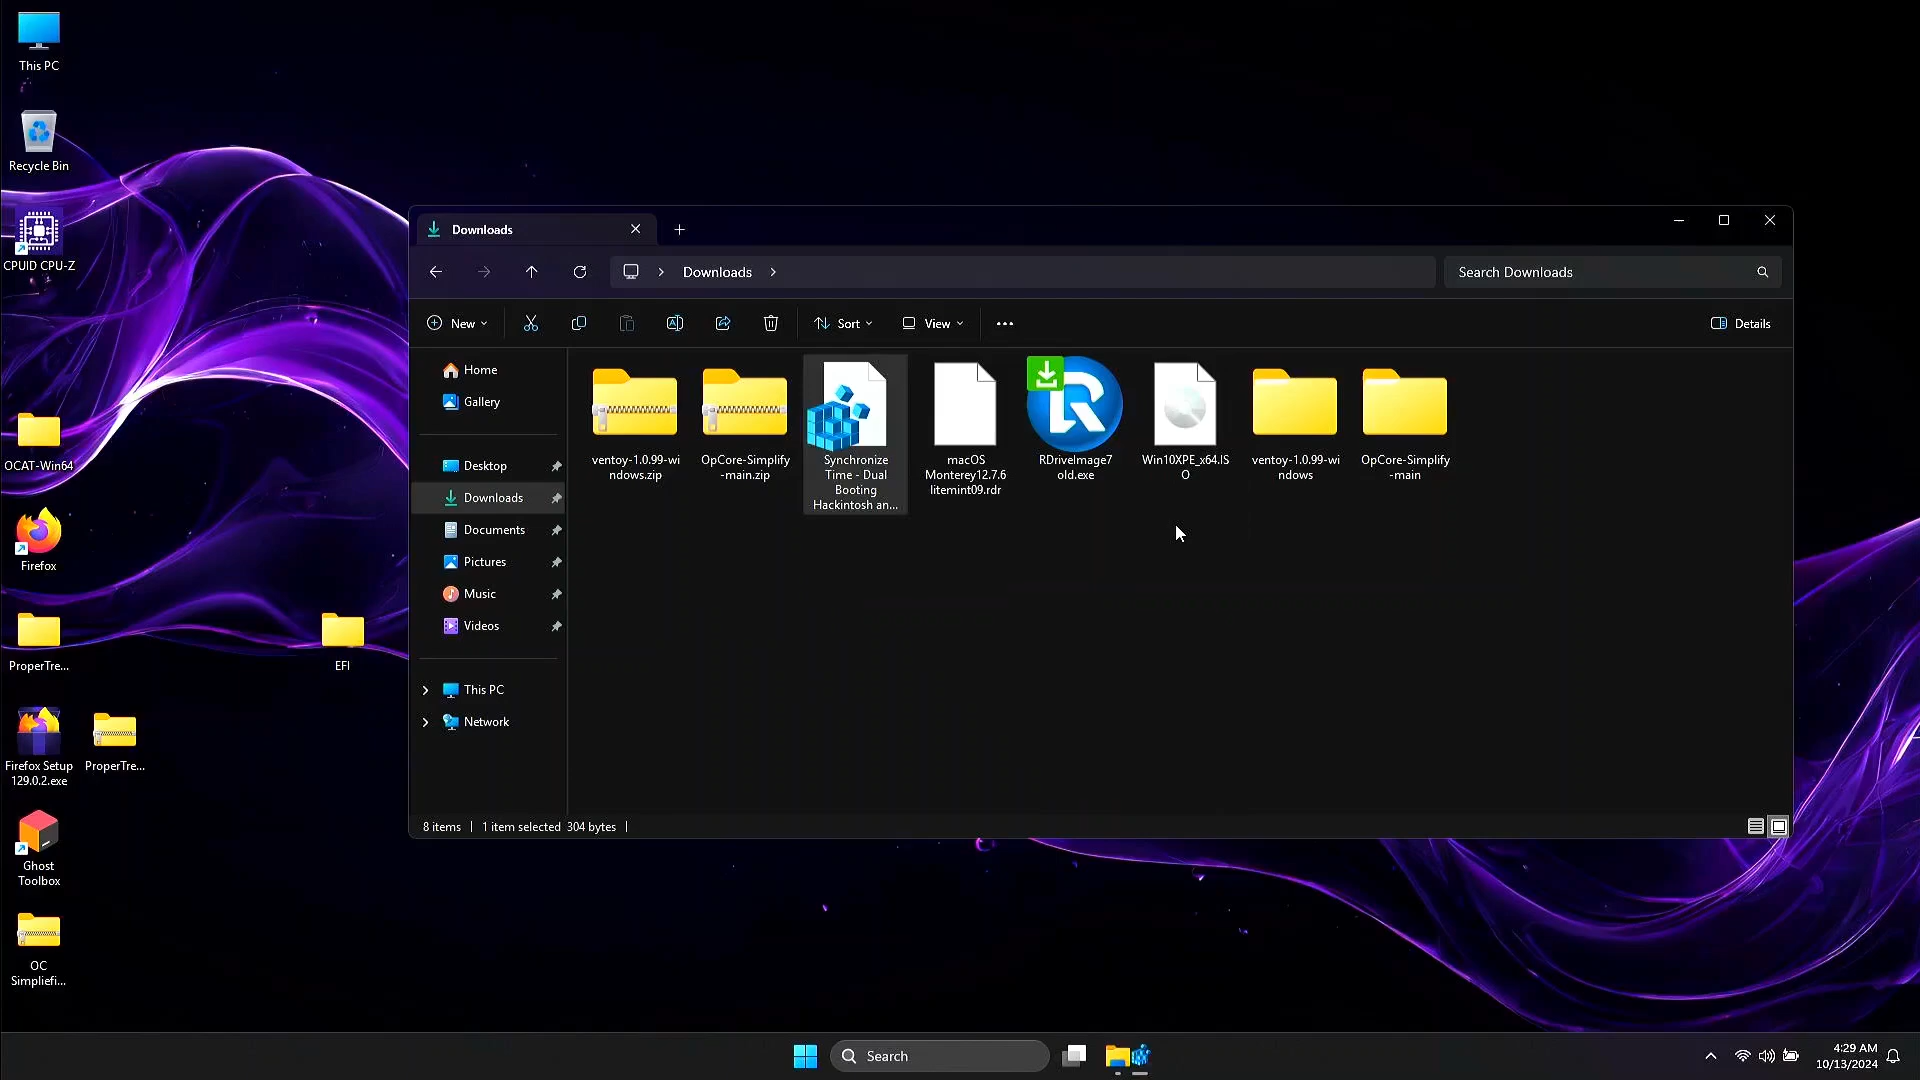 This PC
Recycle Bin
CPUID CPU-Z
OCAT-Win64
Firefox
ProperTre...
EFI
Firefox Setup
129.0.2.exe
ProperTre...
Ghost
Toolbox
OC
Simpliefi...
Downloads
Downloads
Search Downloads
New
Sort
View
Details
Home
Gallery
Desktop
Downloads
Documents
Pictures
Music
Videos
This PC
Network
ventoy-1.0.99-wi
ndows.zip
OpCore-Simplify
-main.zip
Synchronize
Time - Dual
Booting
Hackintosh an...
macOS
Monterey12.7.6
litemint09.rdr
RDriveImage7
old.exe
Win10XPE_x64.IS
O
ventoy-1.0.99-wi
ndows
OpCore-Simplify
-main
8 items
1 item selected 304 bytes
Search
4:29 AM
10/13/2024